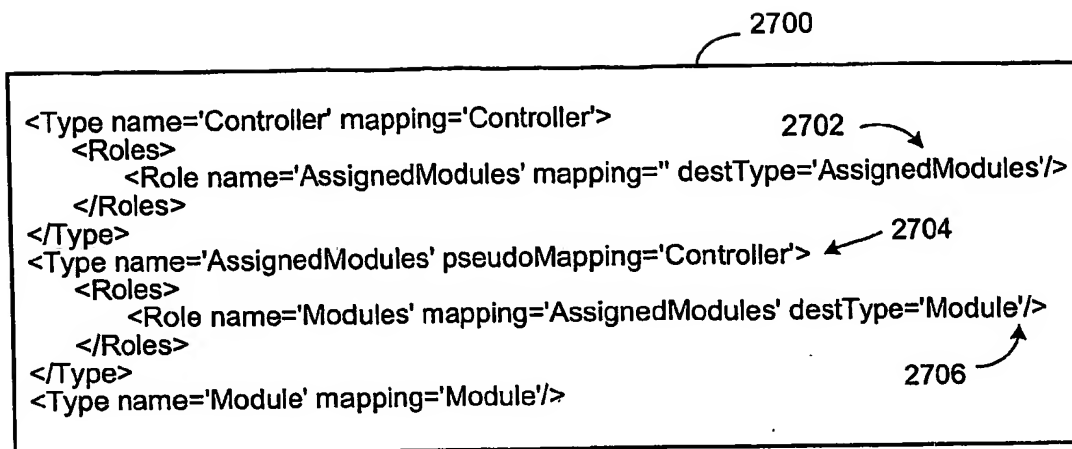 2700
<Type name='Controller' mapping='Controller'>
2702
<Roles>
<Role name='AssignedModules' mapping='' destType='AssignedModules'/>
</Roles>
</Type>
2704
<Type name='AssignedModules' pseudoMapping='Controller'>
<Roles>
<Role name='Modules' mapping='AssignedModules' destType='Module'/>
</Roles>
</Type>
2706
<Type name='Module' mapping='Module'/>